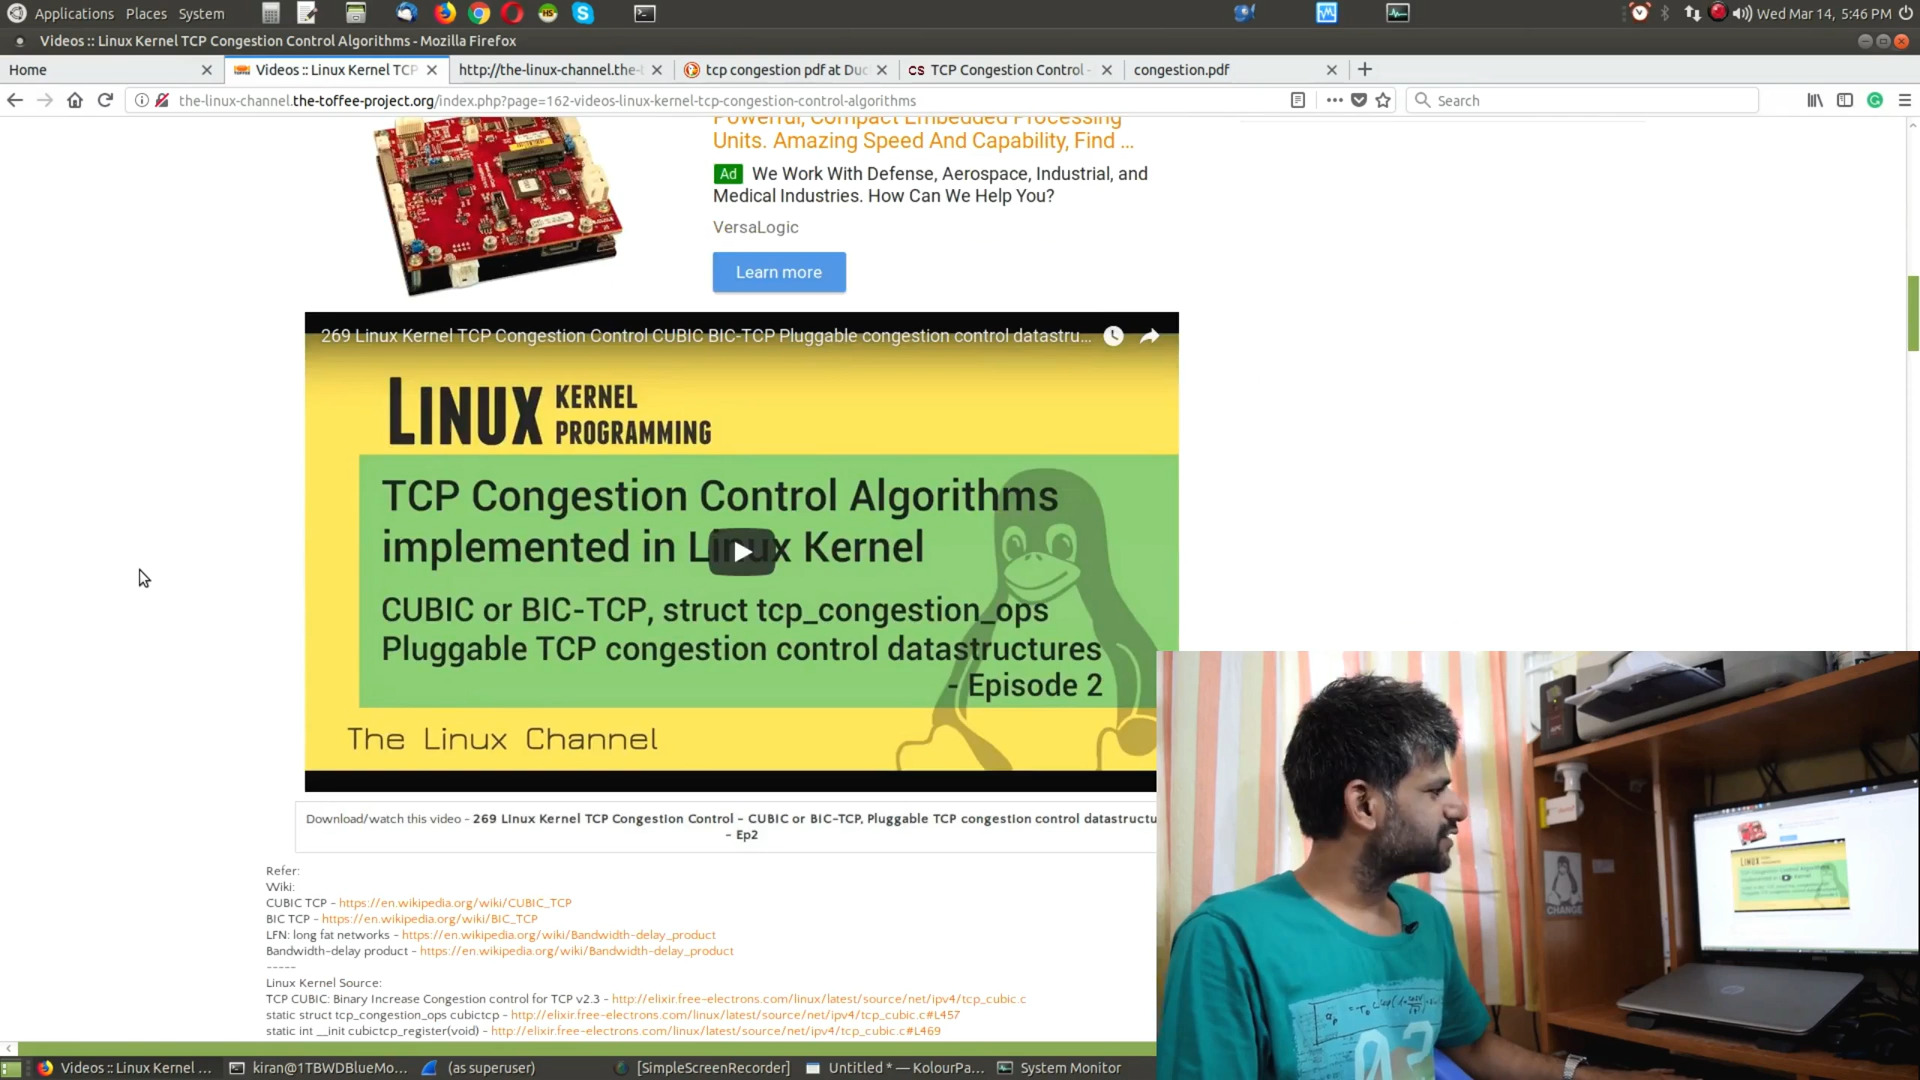 Applications Places System
Wed Mar 14, 5:46 PM
Videos :: Linux Kernel TCP Congestion Control Algorithms - Mozilla Firefox
Home
Videos :: Linux Kernel TCP
http://the-linux-channel.the-
tcp congestion pdf at Duc
CS TCP Congestion Control -
congestion.pdf
the-linux-channel.the-toffee-project.org/index.php?page=162-videos-linux-kernel-tcp-congestion-control-algorithms
Search
Powerful, Compact Embedded Processing
Units. Amazing Speed And Capability, Find ...
Ad We Work With Defense, Aerospace, Industrial, and
Medical Industries. How Can We Help You?
VersaLogic
Learn more
269 Linux Kernel TCP Congestion Control CUBIC BIC-TCP Pluggable congestion control datastru...
LINUX KERNEL PROGRAMMING
TCP Congestion Control Algorithms
implemented in Linux Kernel
CUBIC or BIC-TCP, struct tcp_congestion_ops
Pluggable TCP congestion control datastructures
- Episode 2
The Linux Channel
Download/watch this video - 269 Linux Kernel TCP Congestion Control - CUBIC or BIC-TCP, Pluggable TCP congestion control datastructu
- Ep2
Refer:
Wiki:
CUBIC TCP - https://en.wikipedia.org/wiki/CUBIC_TCP
BIC TCP - https://en.wikipedia.org/wiki/BIC_TCP
LFN: long fat networks - https://en.wikipedia.org/wiki/Bandwidth-delay_product
Bandwidth-delay product - https://en.wikipedia.org/wiki/Bandwidth-delay_product
-----
Linux Kernel Source:
TCP CUBIC: Binary Increase Congestion control for TCP v2.3 - http://elixir.free-electrons.com/linux/latest/source/net/ipv4/tcp_cubic.c
static struct tcp_congestion_ops cubictcp - http://elixir.free-electrons.com/linux/latest/source/net/ipv4/tcp_cubic.c#L457
static int __init cubictcp_register(void) - http://elixir.free-electrons.com/linux/latest/source/net/ipv4/tcp_cubic.c#L469
CHANGE
Videos :: Linux Kernel ...
kiran@1TBWDBlueMo...
(as superuser)
[SimpleScreenRecorder]
Untitled * — KolourPa...
System Monitor